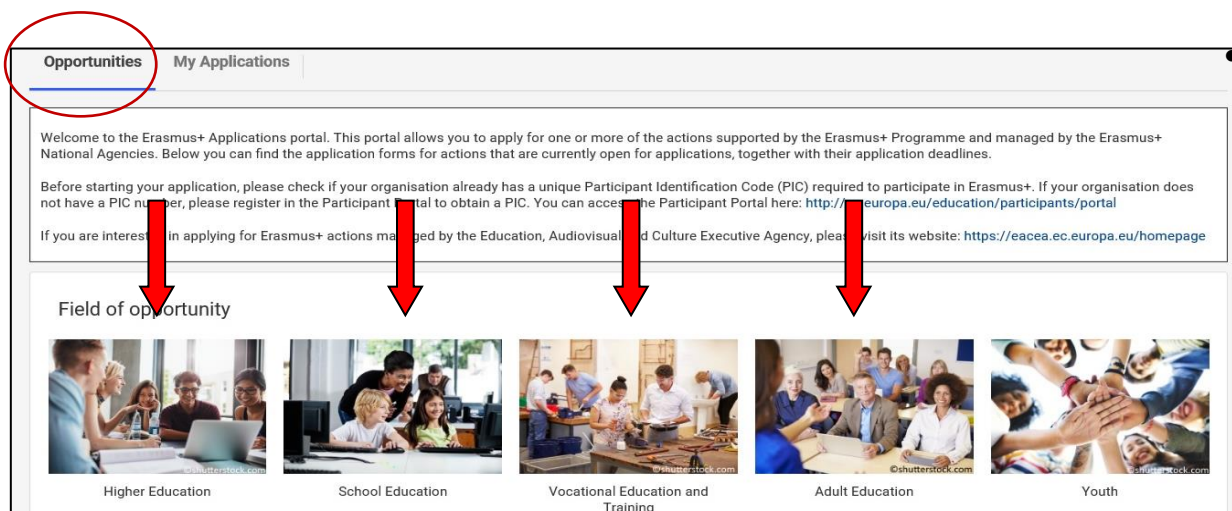 Opportunities My Applications
Welcome to the Erasmus+ Applications portal. This portal allows you to apply for one or more of the actions supported by the Erasmus+ Programme and managed by the Erasmus+
National Agencies. Below you can find the application forms for actions that are currently open for applications, together with their application deadlines.
Before starting your application, please check if your organisation already has a unique Participant Identification Code (PIC) required to participate in Erasmus+. If your organisation does
not have a PIC please register in the Participant to obtain a PIC. You can access the Participant Portal here:
If you are in applying for Erasmus+ actions by the Education, Audiovisual Culture Executive Agency, visit its website: https://eacea.ec.europa.eu/homepage
Field of opportunity
©shutterstock.com ©shutterstock.com ©shutterstock.com ©shutterstock.com ©shutterstock.com
Higher Education School Education Vocational Education and Adult Education Youth
Training